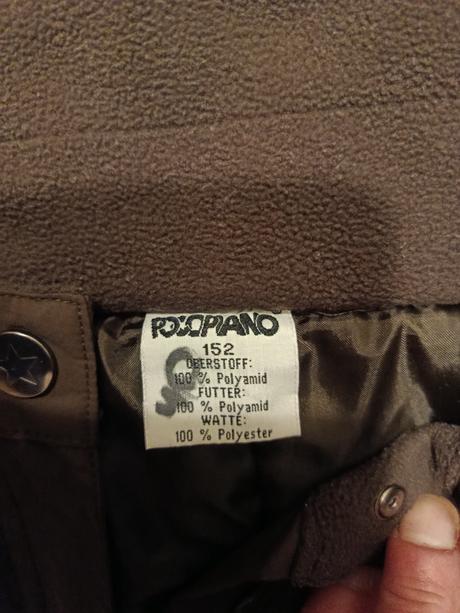 POCOPIANO
152
OBERSTOFF:
100 % Polyamid
FUTTER:
100 % Polyamid
WATTE:
100 % Polyester